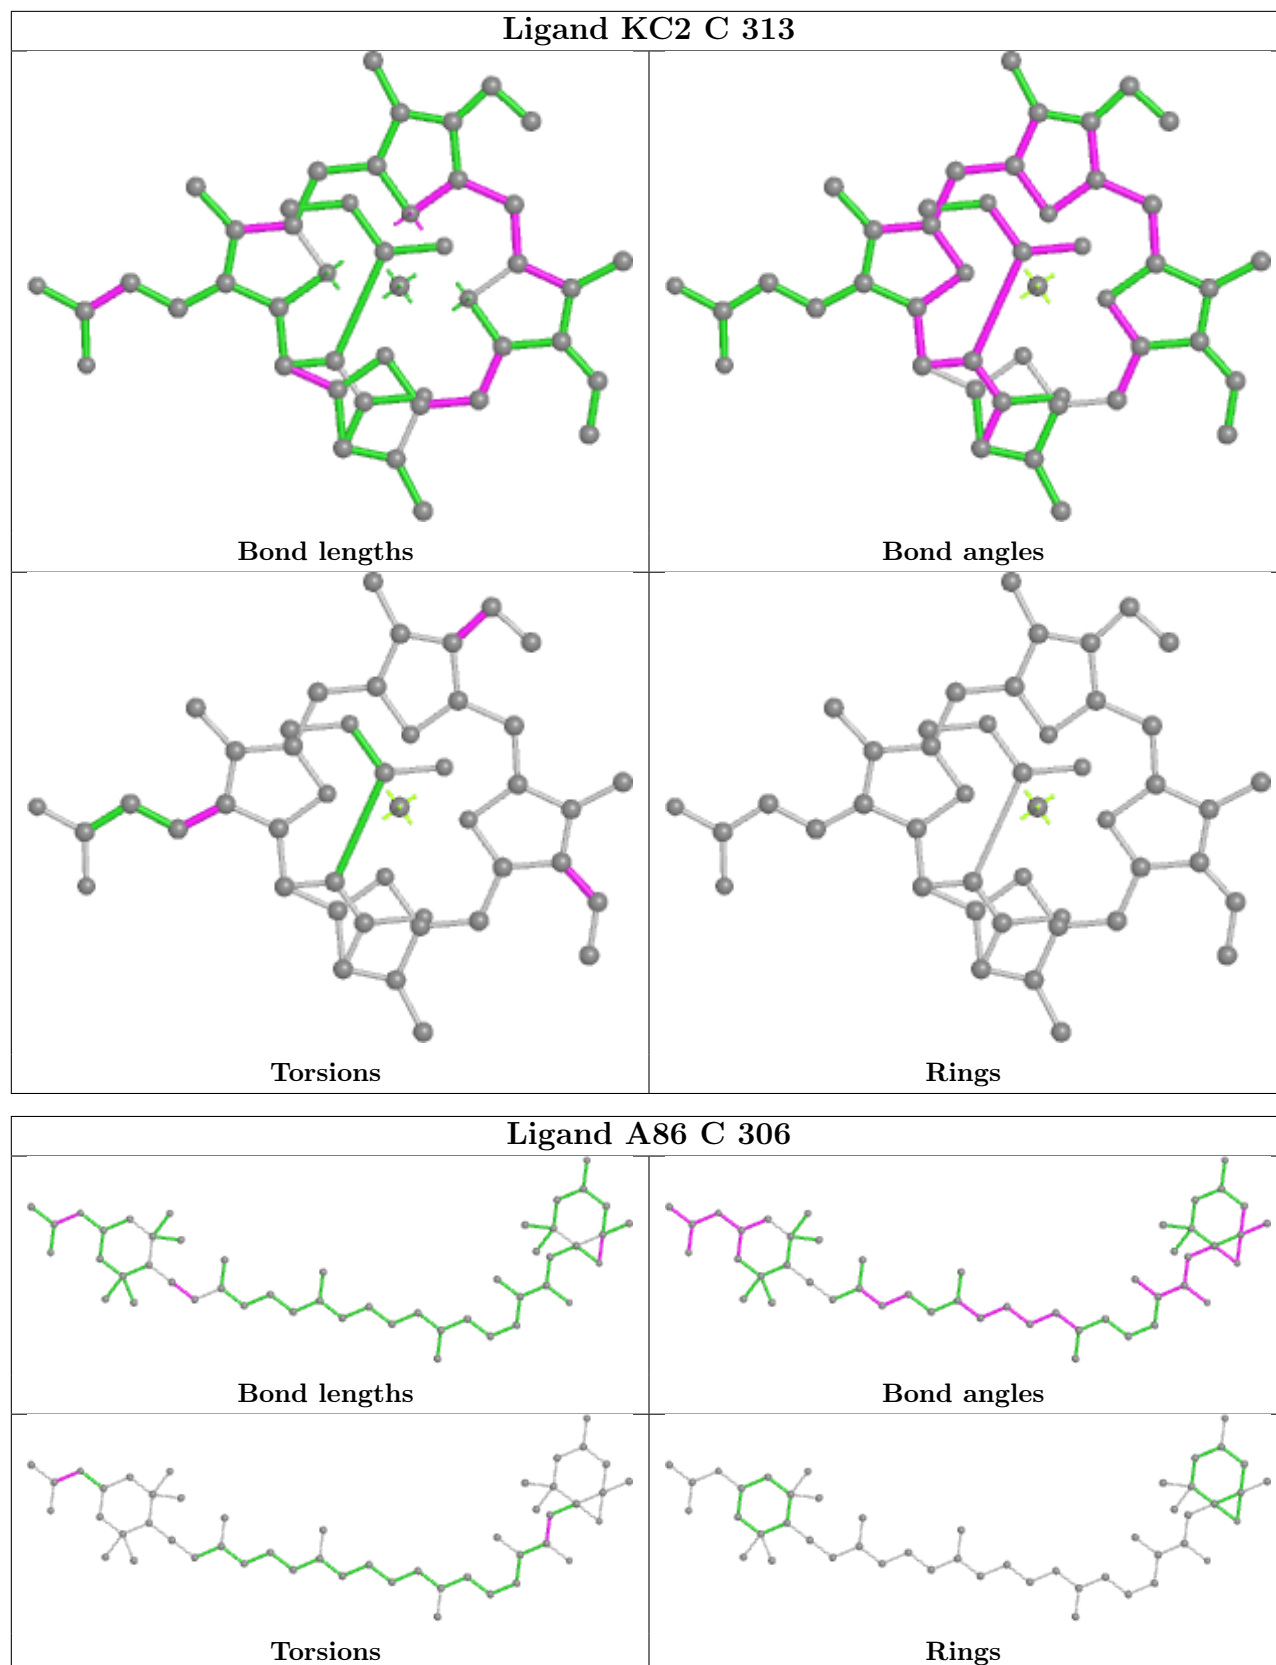 Ligand KC2 C 313
Bond lengths
Bond angles
Torsions
Rings
Ligand A86 C 306
Bond lengths
Bond angles
Torsions
Rings